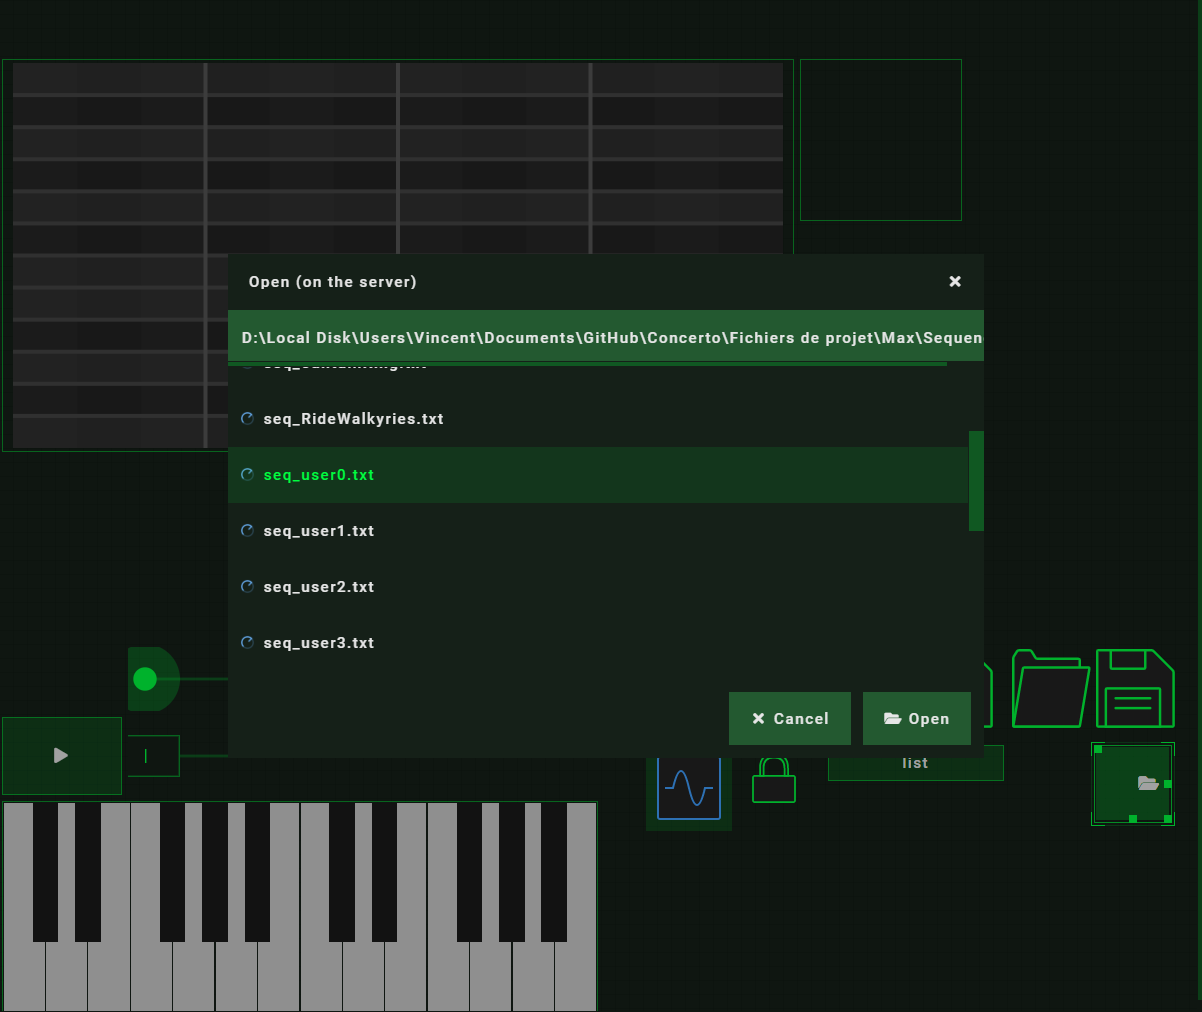 Open (on the server)
D:\Local Disk\Users\Vincent\Documents\GitHub\Concerto\Fichiers de projet\Max\Sequen
seq_RideWalkyries.txt
seq_user0.txt
seq_user1.txt
seq_user2.txt
seq_user3.txt
Cancel
Open
list